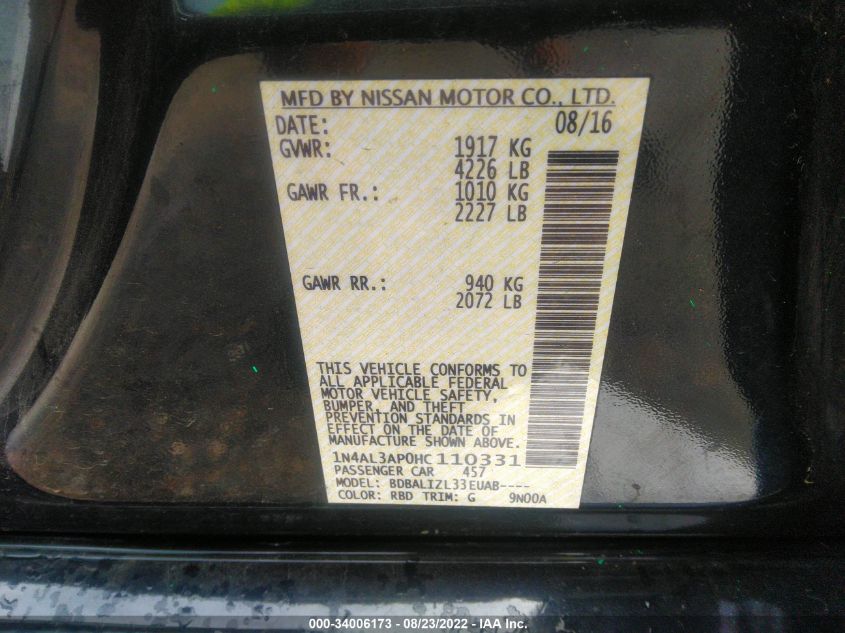 MFD BY NISSAN MOTOR CO., LTD.
DATE: 08/16
GVWR: 1917 KG
4226 LB
GAWR FR.: 1010 KG
2227 LB
GAWR RR.: 940 KG
2072 LB
THIS VEHICLE CONFORMS TO
ALL APPLICABLE FEDERAL
MOTOR VEHICLE SAFETY,
BUMPER, AND THEFT
PREVENTION STANDARDS IN
EFFECT ON THE DATE OF
MANUFACTURE SHOWN ABOVE.
1N4AL3AP0HC110331
PASSENGER CAR 457
MODEL: BDBALIZL33EUAB----
COLOR: RBD TRIM: G 9N00A
000-34006173 - 08/23/2022 - IAA Inc.